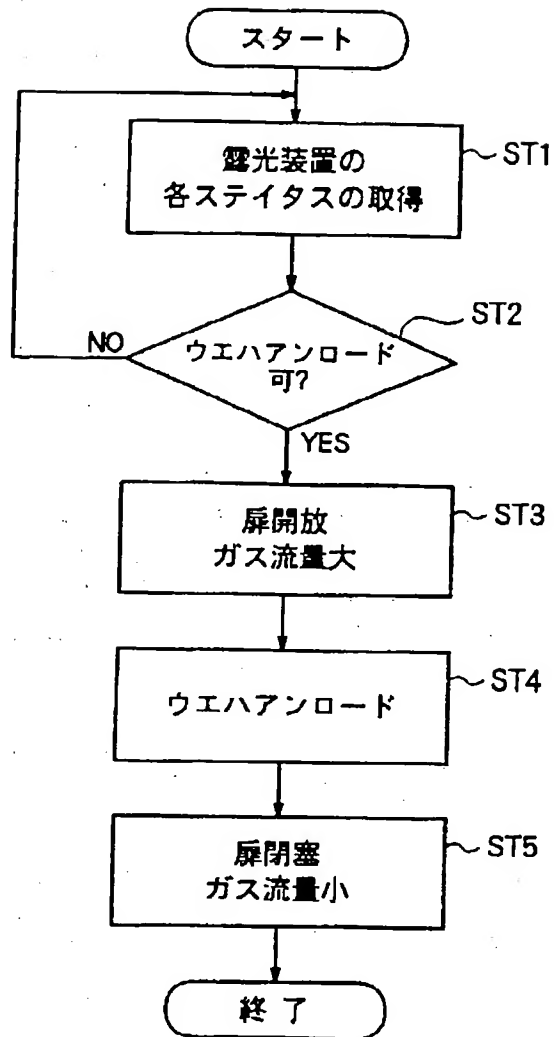 スタート
露光装置の
各ステイタスの取得
ST1
ウエハアンロード
可?
ST2
NO
YES
扉開放
ガス流量大
ST3
ウエハアンロード
ST4
扉閉塞
ガス流量小
ST5
終了